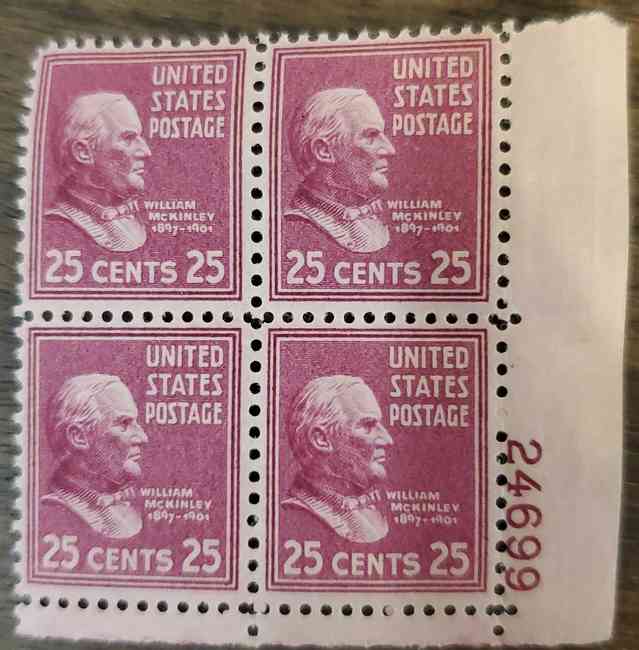 UNITED
STATES
POSTAGE
WILLIAM
McKINLEY
1897-1901
25 CENTS 25
UNITED
STATES
POSTAGE
WILLIAM
McKINLEY
1897-1901
25 CENTS 25
UNITED
STATES
POSTAGE
WILLIAM
McKINLEY
1897-1901
25 CENTS 25
UNITED
STATES
POSTAGE
WILLIAM
McKINLEY
1897-1901
25 CENTS 25
24699